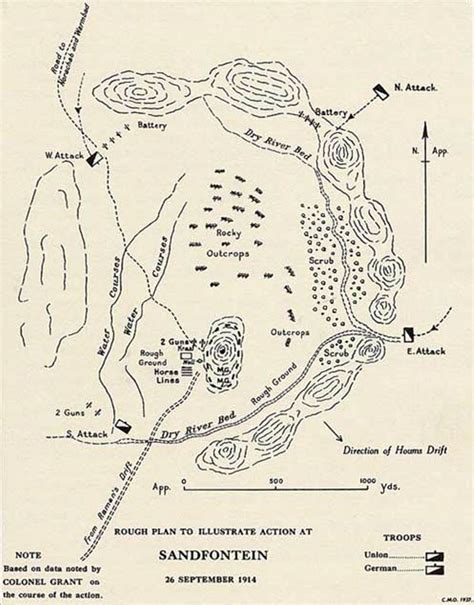 Road to
Norachab and Warmbad
N. Attack.
Battery
Battery
Dry River Bed
W. Attack
N.
App.
Rocky
Outcrops
Water Courses
Water Courses
Scrub
2 Guns
Kraal
Rough
Ground
Well
Horse
Lines
M.G.
M.G.
Outcrops
Scrub
E. Attack
Rough Ground
2 Guns
S. Attack
Dry River Bed
Direction of Houms Drift
From Raman's Drift
App.
0
500
1000
Yds.
ROUGH PLAN TO ILLUSTRATE ACTION AT
SANDFONTEIN
26 SEPTEMBER 1914
NOTE
Based on data noted by
COLONEL GRANT on
the course of the action.
TROOPS
Union
German
C.M.O. 1937.